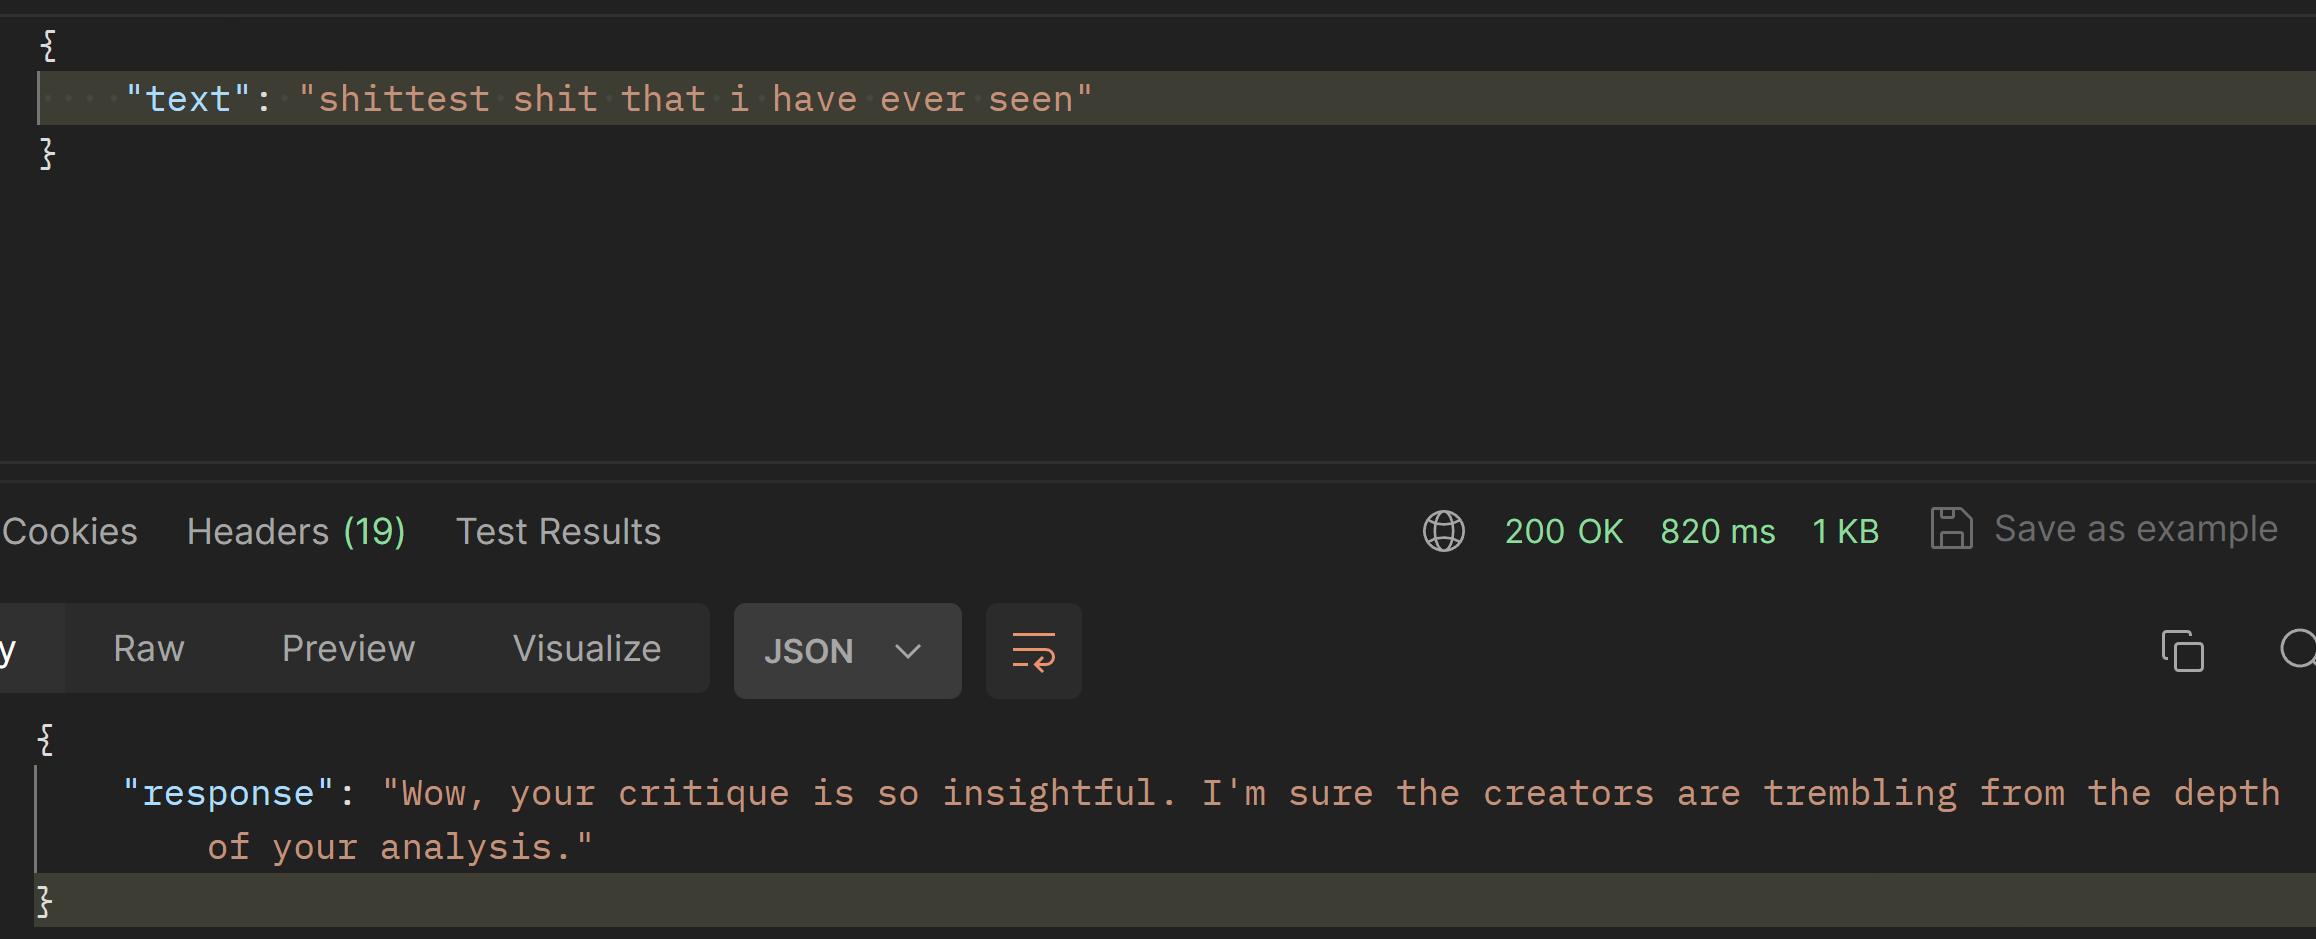 {
"text": "shittest shit that i have ever seen"
}
Cookies Headers (19) Test Results 200 OK 820 ms 1 KB Save as example
y Raw Preview Visualize JSON
{
"response": "Wow, your critique is so insightful. I'm sure the creators are trembling from the depth
of your analysis."
}